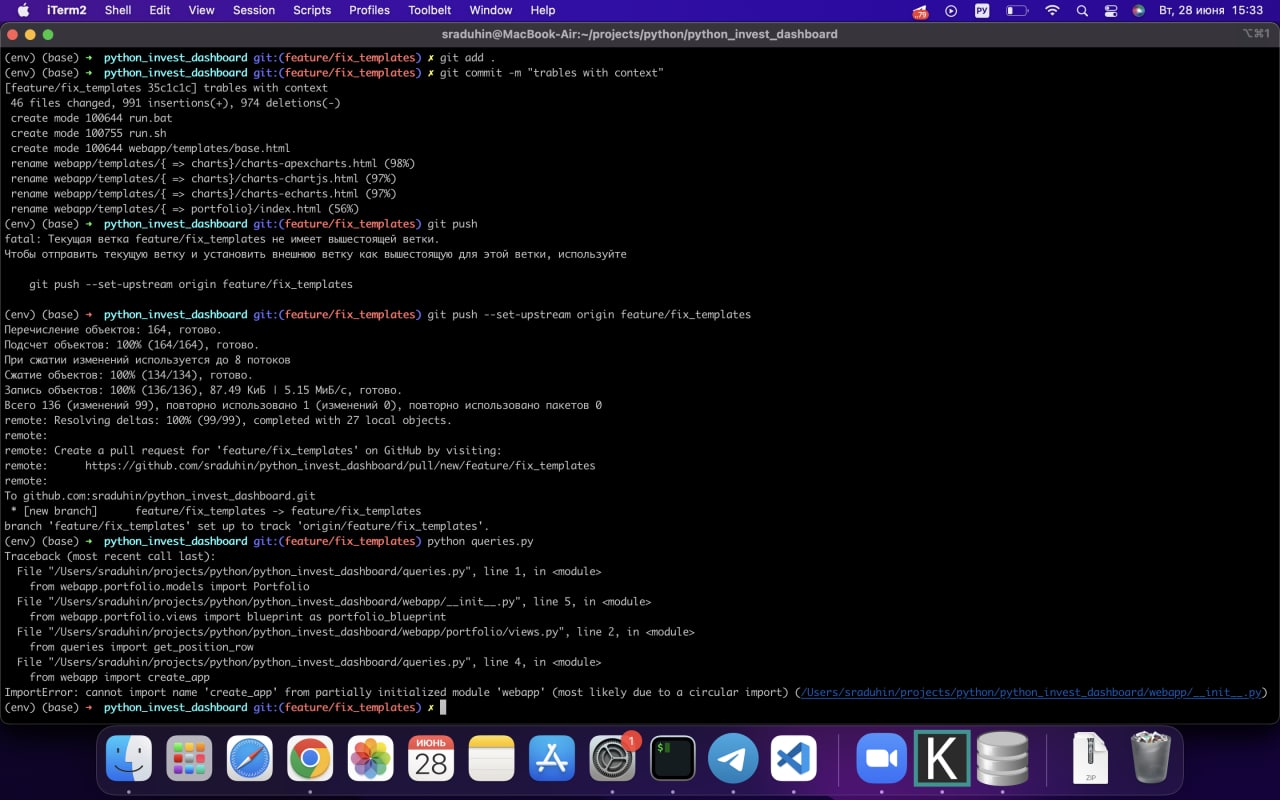 iTerm2 Shell Edit View Session Scripts Profiles Toolbelt Window Help .79 РУ Вт, 28 июня 15:33
sraduhin@MacBook-Air:~/projects/python/python_invest_dashboard ⌥⌘1
(env) (base) ➜ python_invest_dashboard git:(feature/fix_templates) ✗ git add .
(env) (base) ➜ python_invest_dashboard git:(feature/fix_templates) ✗ git commit -m "trables with context"
[feature/fix_templates 35c1c1c] trables with context
46 files changed, 991 insertions(+), 974 deletions(-)
create mode 100644 run.bat
create mode 100755 run.sh
create mode 100644 webapp/templates/base.html
rename webapp/templates/{ => charts}/charts-apexcharts.html (98%)
rename webapp/templates/{ => charts}/charts-chartjs.html (97%)
rename webapp/templates/{ => charts}/charts-echarts.html (97%)
rename webapp/templates/{ => portfolio}/index.html (56%)
(env) (base) ➜ python_invest_dashboard git:(feature/fix_templates) git push
fatal: Текущая ветка feature/fix_templates не имеет вышестоящей ветки.
Чтобы отправить текущую ветку и установить внешнюю ветку как вышестоящую для этой ветки, используйте
git push --set-upstream origin feature/fix_templates
(env) (base) ➜ python_invest_dashboard git:(feature/fix_templates) git push --set-upstream origin feature/fix_templates
Перечисление объектов: 164, готово.
Подсчет объектов: 100% (164/164), готово.
При сжатии изменений используется до 8 потоков
Сжатие объектов: 100% (134/134), готово.
Запись объектов: 100% (136/136), 87.49 КиБ | 5.15 МиБ/с, готово.
Всего 136 (изменений 99), повторно использовано 1 (изменений 0), повторно использовано пакетов 0
remote: Resolving deltas: 100% (99/99), completed with 27 local objects.
remote:
remote: Create a pull request for 'feature/fix_templates' on GitHub by visiting:
remote: https://github.com/sraduhin/python_invest_dashboard/pull/new/feature/fix_templates
remote:
To github.com:sraduhin/python_invest_dashboard.git
* [new branch] feature/fix_templates -> feature/fix_templates
branch 'feature/fix_templates' set up to track 'origin/feature/fix_templates'.
(env) (base) ➜ python_invest_dashboard git:(feature/fix_templates) python queries.py
Traceback (most recent call last):
File "/Users/sraduhin/projects/python/python_invest_dashboard/queries.py", line 1, in <module>
from webapp.portfolio.models import Portfolio
File "/Users/sraduhin/projects/python/python_invest_dashboard/webapp/__init__.py", line 5, in <module>
from webapp.portfolio.views import blueprint as portfolio_blueprint
File "/Users/sraduhin/projects/python/python_invest_dashboard/webapp/portfolio/views.py", line 2, in <module>
from queries import get_position_row
File "/Users/sraduhin/projects/python/python_invest_dashboard/queries.py", line 4, in <module>
from webapp import create_app
ImportError: cannot import name 'create_app' from partially initialized module 'webapp' (most likely due to a circular import) (/Users/sraduhin/projects/python/python_invest_dashboard/webapp/__init__.py)
(env) (base) ➜ python_invest_dashboard git:(feature/fix_templates) ✗
ИЮНЬ
28
1
$
K
ZIP